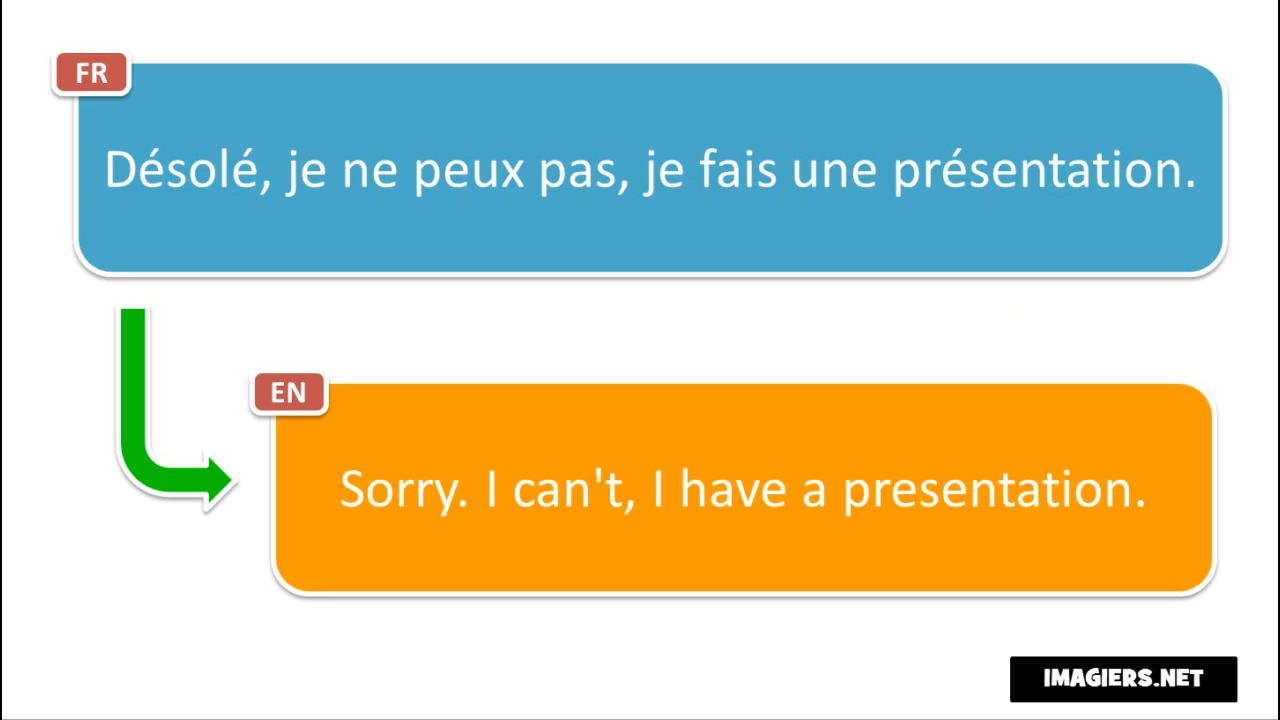 FR
Désolé, je ne peux pas, je fais une présentation.
EN
Sorry. I can't, I have a presentation.
IMAGIERS.NET